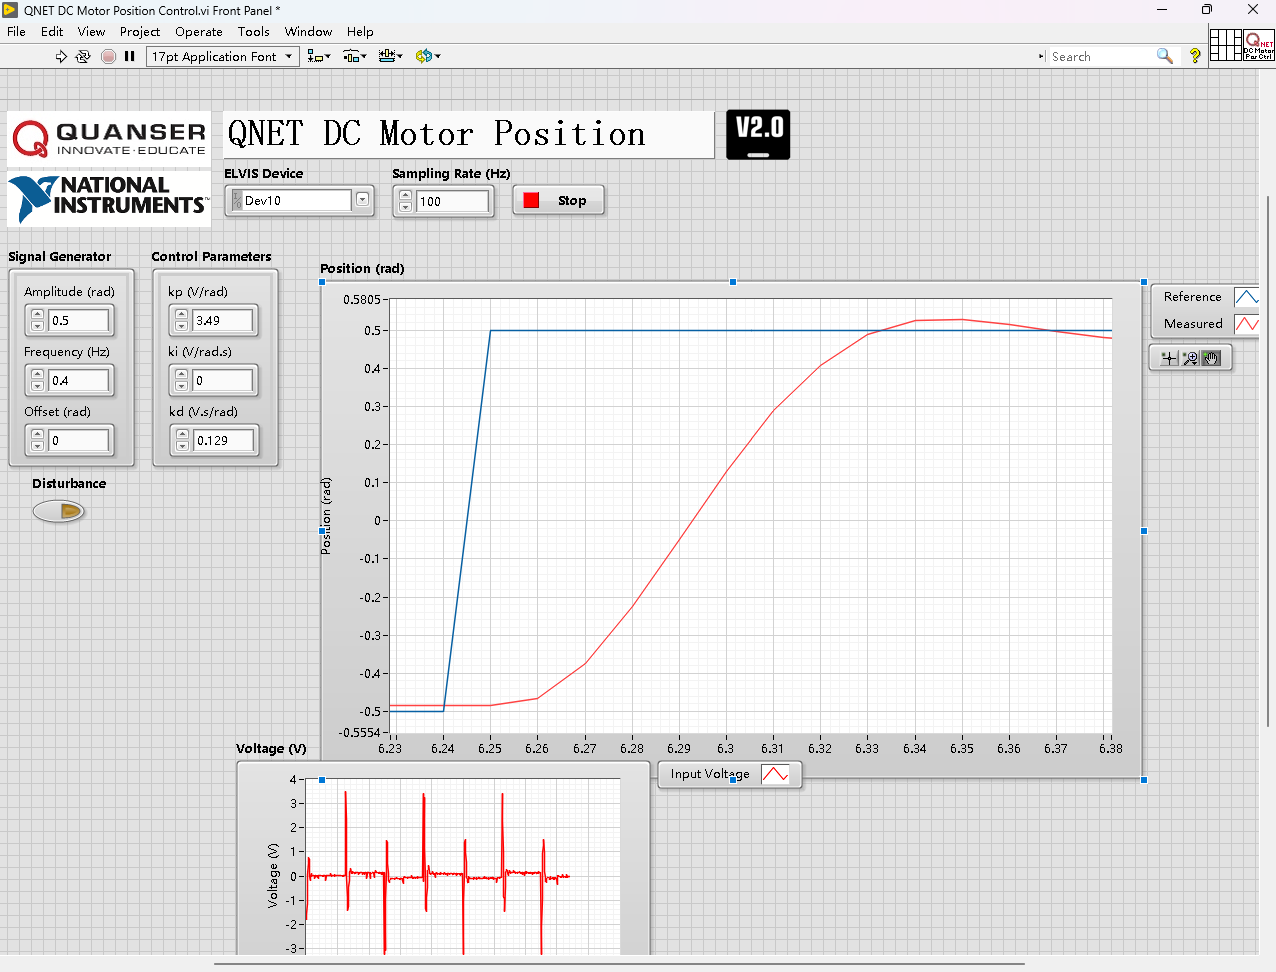 QNET DC Motor Position Control.vi Front Panel *
File Edit View Project Operate Tools Window Help
17pt Application Font
Search
QNET
DC Motor
Pos Ctrl
QUANSER
INNOVATE·EDUCATE
QNET DC Motor Position
V2.0
NATIONAL
INSTRUMENTS™
ELVIS Device
Dev10
Sampling Rate (Hz)
100
Stop
Signal Generator
Amplitude (rad)
0.5
Frequency (Hz)
0.4
Offset (rad)
0
Control Parameters
kp (V/rad)
3.49
ki (V/rad.s)
0
kd (V.s/rad)
0.129
Disturbance
Position (rad)
Position (rad)
0.5805
0.5
0.4
0.3
0.2
0.1
0
-0.1
-0.2
-0.3
-0.4
-0.5
-0.5554
6.23 6.24 6.25 6.26 6.27 6.28 6.29 6.3 6.31 6.32 6.33 6.34 6.35 6.36 6.37 6.38
Reference
Measured
Voltage (V)
Input Voltage
Voltage (V)
4
3
2
1
0
-1
-2
-3